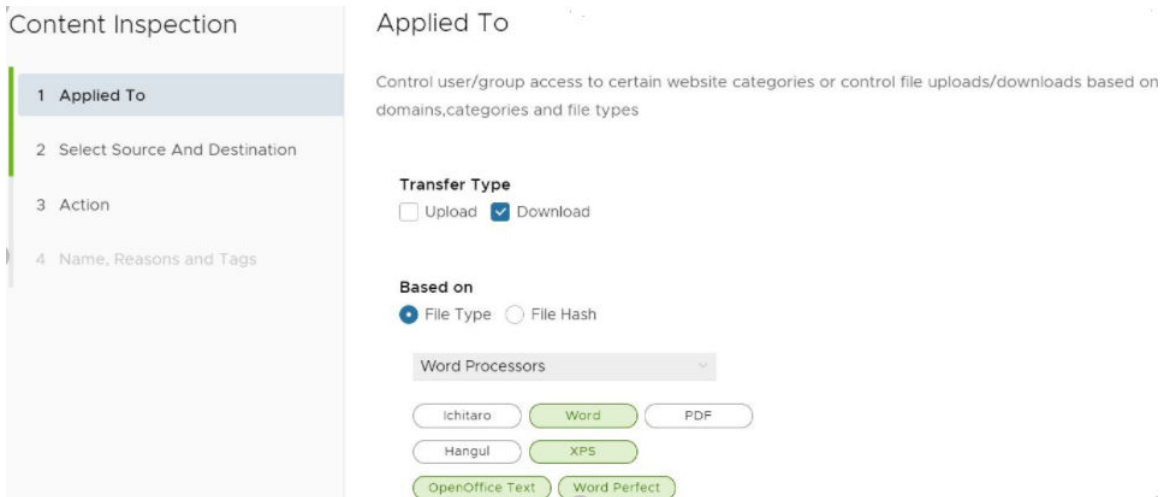 Content Inspection
1 Applied To
2 Select Source And Destination
3 Action
4 Name, Reasons and Tags
Applied To
Control user/group access to certain website categories or control file uploads/downloads based on
domains,categories and file types
Transfer Type
Upload Download
Based on
File Type File Hash
Word Processors
Ichitaro Word PDF
Hangul XPS
OpenOffice Text Word Perfect